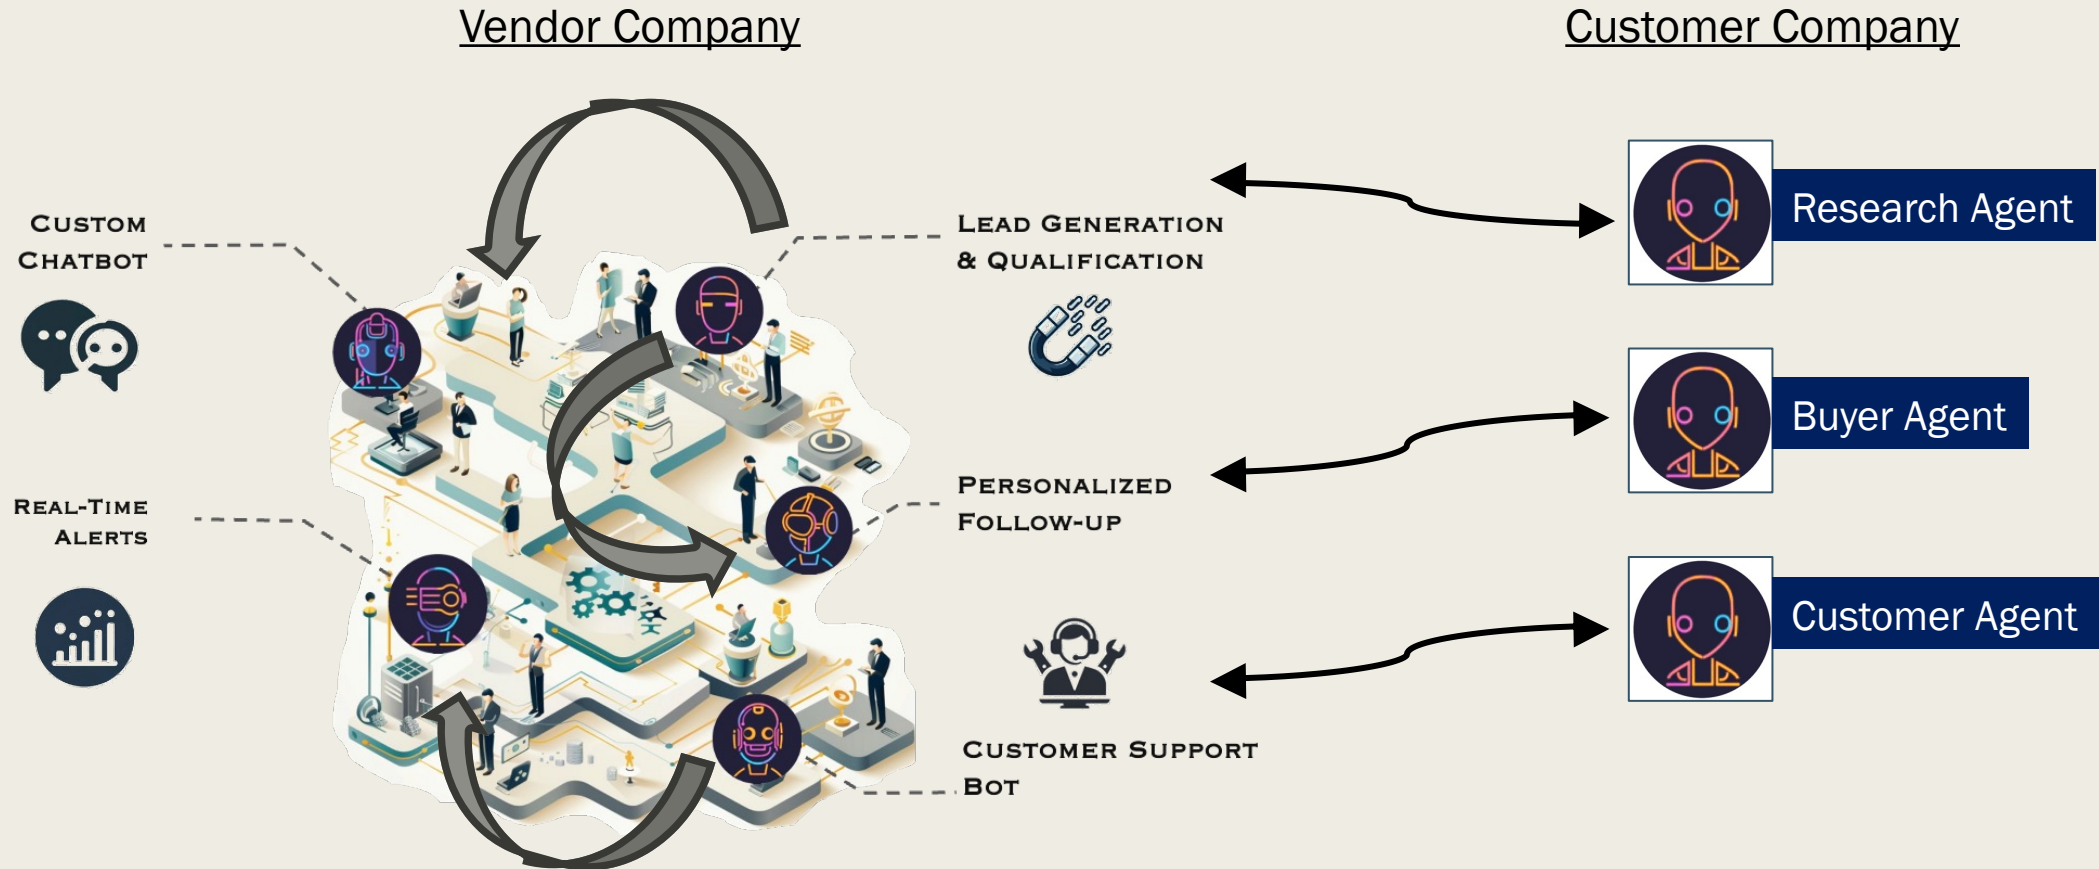 Vendor Company
Customer Company
CUSTOM
CHATBOT
LEAD GENERATION
& QUALIFICATION
Research Agent
Buyer Agent
REAL-TIME
ALERTS
PERSONALIZED
FOLLOW-UP
Customer Agent
CUSTOMER SUPPORT
BOT